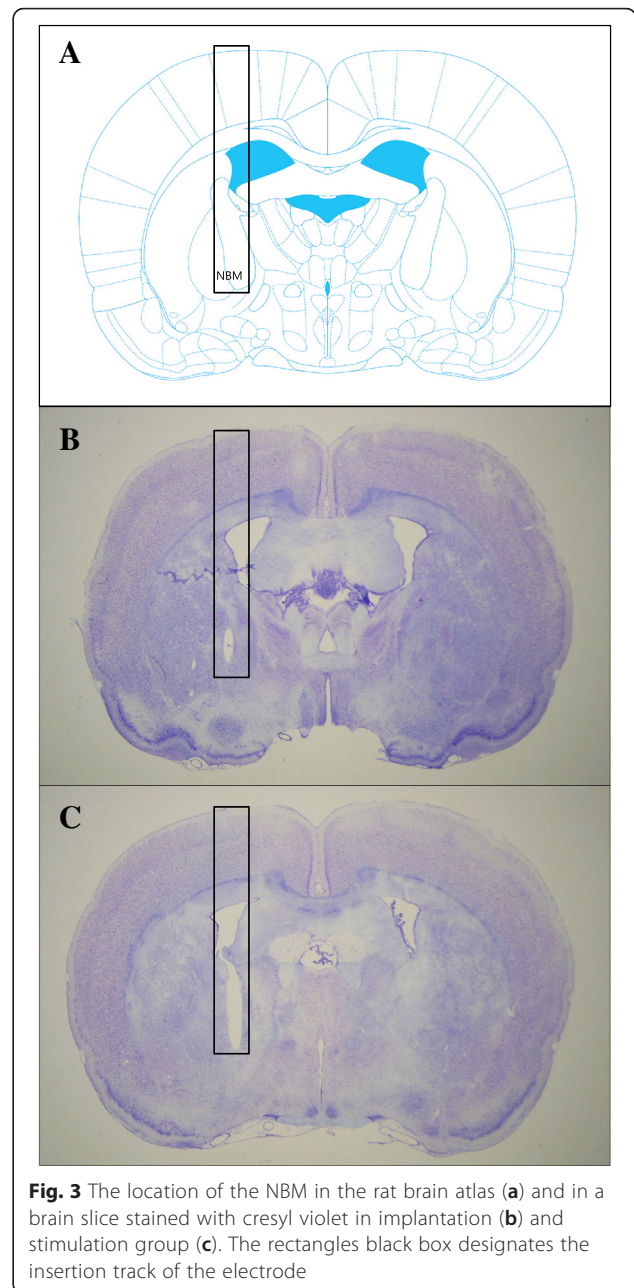 A
NBM
B
C
Fig. 3 The location of the NBM in the rat brain atlas (a) and in a
brain slice stained with cresyl violet in implantation (b) and
stimulation group (c). The rectangles black box designates the
insertion track of the electrode